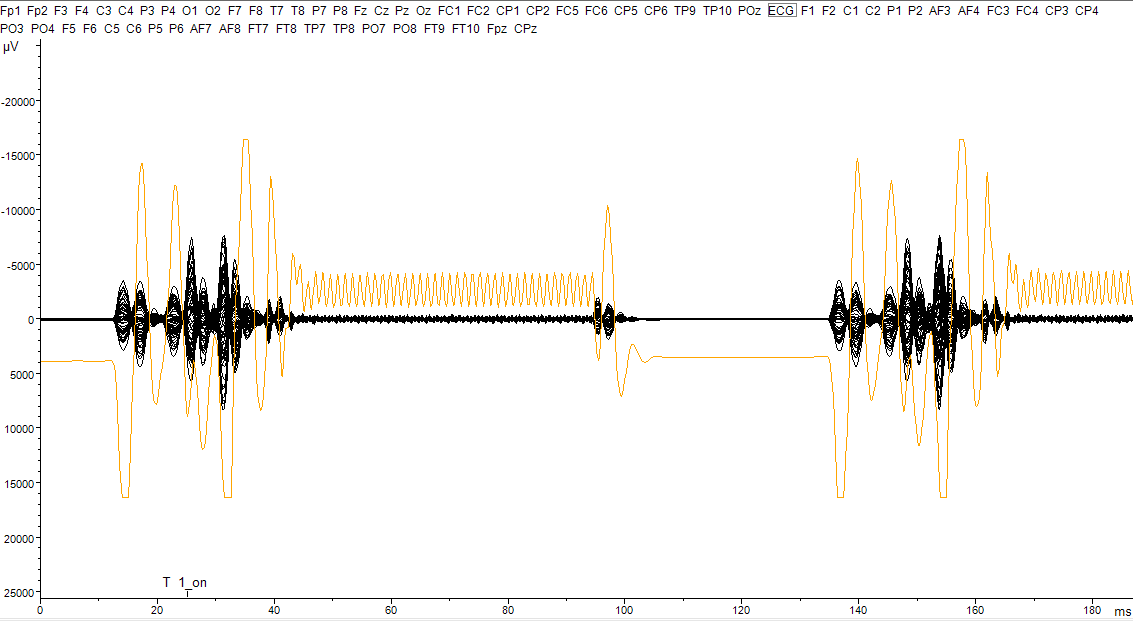 Fp1 Fp2 F3 F4 C3 C4 P3 P4 O1 O2 F7 F8 T7 T8 P7 P8 Fz Cz Pz Oz FC1 FC2 CP1 CP2 FC5 FC6 CP5 CP6 TP9 TP10 POz ECG F1 F2 C1 C2 P1 P2 AF3 AF4 FC3 FC4 CP3 CP4
PO3 PO4 F5 F6 C5 C6 P5 P6 AF7 AF8 FT7 FT8 TP7 TP8 PO7 PO8 FT9 FT10 Fpz CPz
µV
-20000
-15000
-10000
-5000
0
5000
10000
15000
20000
25000
T 1_on
0 20 40 60 80 100 120 140 160 180 ms